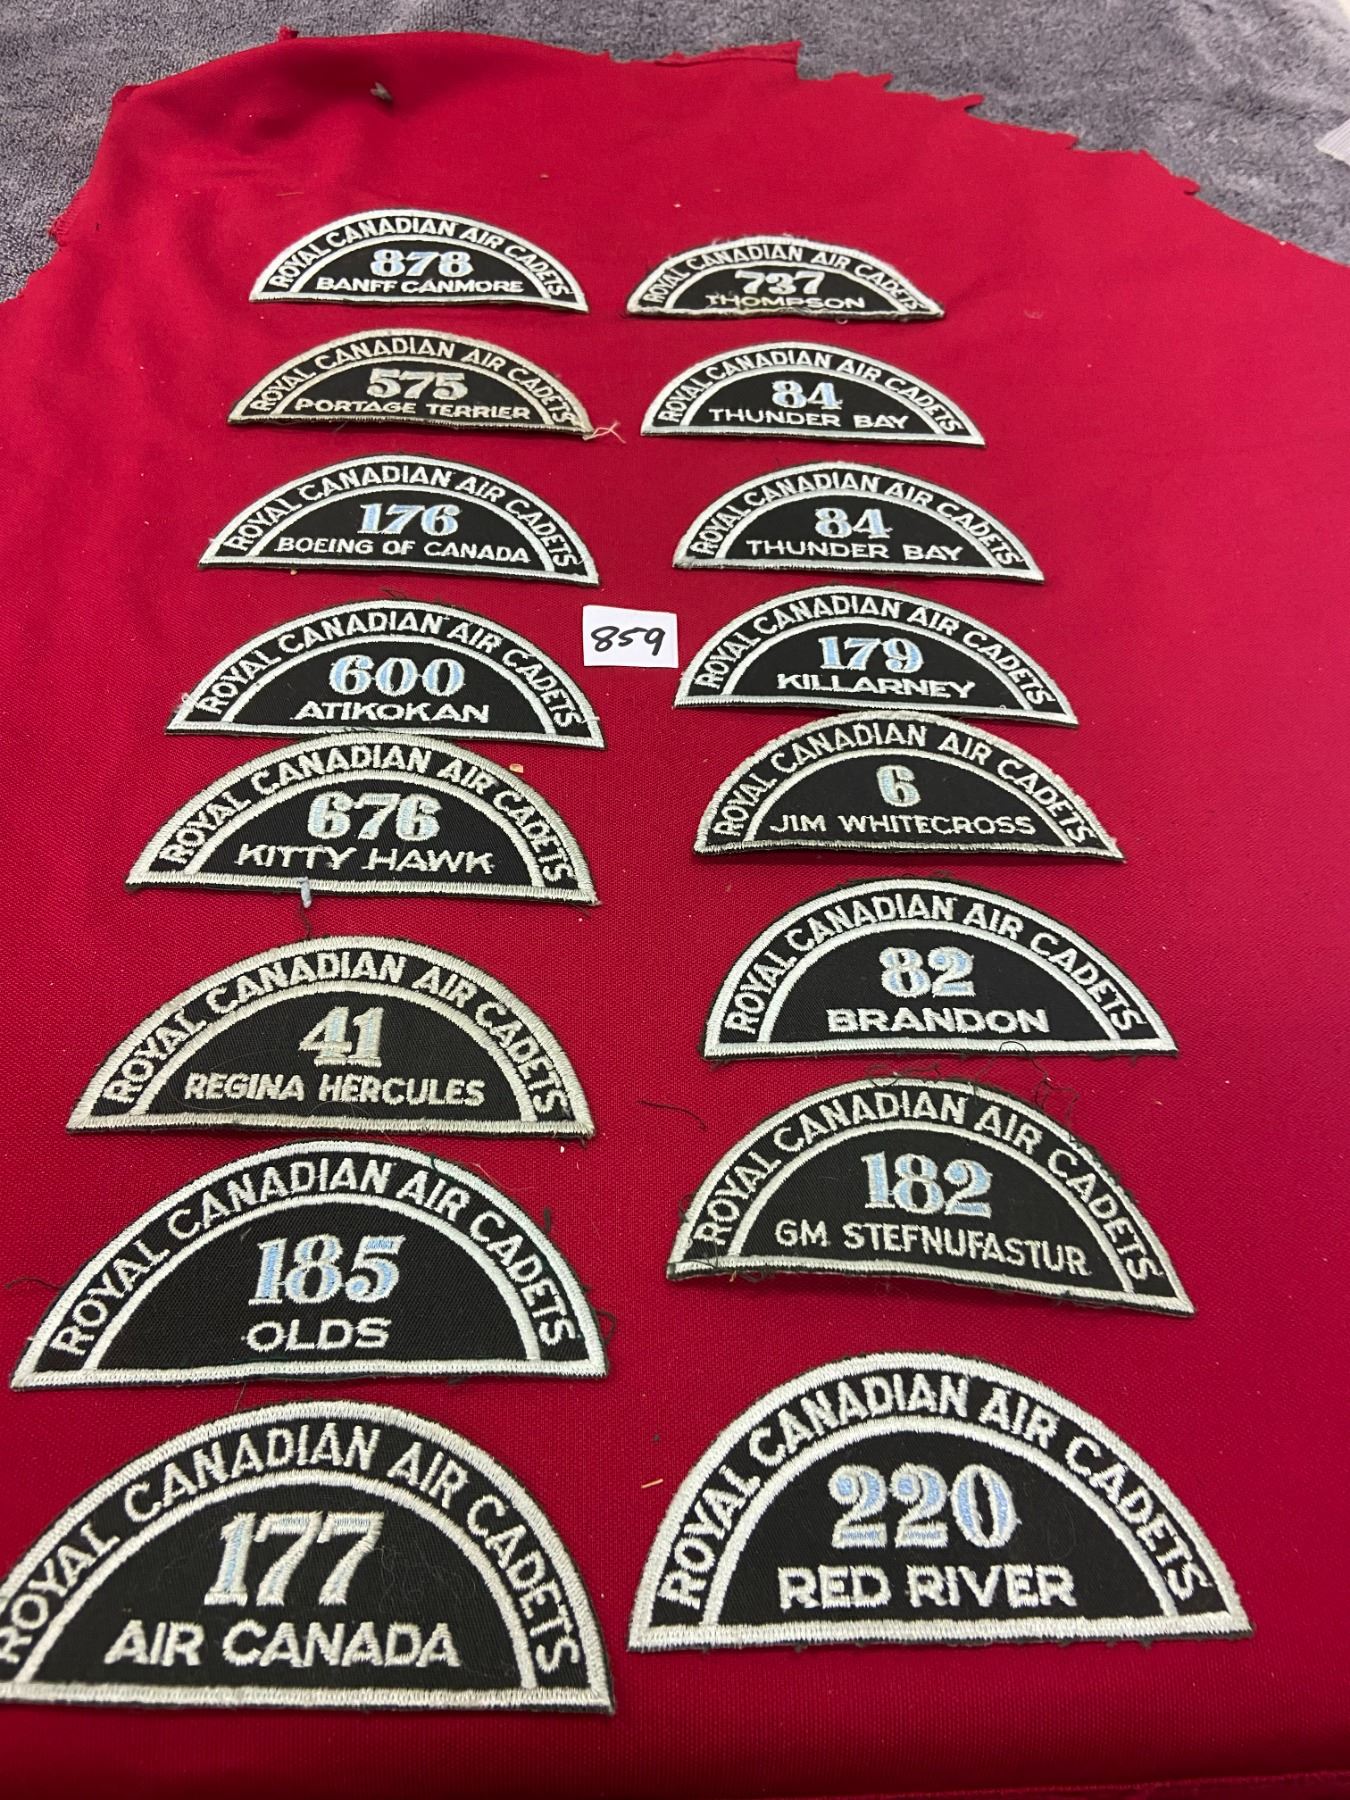 ROYAL CANADIAN AIR CADETS
878
BANFF CANMORE
ROYAL CANADIAN AIR CADETS
737
THOMPSON
ROYAL CANADIAN AIR CADETS
575
PORTAGE TERRIER
ROYAL CANADIAN AIR CADETS
84
THUNDER BAY
ROYAL CANADIAN AIR CADETS
176
BOEING OF CANADA
ROYAL CANADIAN AIR CADETS
84
THUNDER BAY
859
ROYAL CANADIAN AIR CADETS
600
ATIKOKAN
ROYAL CANADIAN AIR CADETS
179
KILLARNEY
ROYAL CANADIAN AIR CADETS
676
KITTY HAWK
ROYAL CANADIAN AIR CADETS
6
JIM WHITECROSS
ROYAL CANADIAN AIR CADETS
41
REGINA HERCULES
ROYAL CANADIAN AIR CADETS
82
BRANDON
ROYAL CANADIAN AIR CADETS
185
OLDS
ROYAL CANADIAN AIR CADETS
182
GM STEFNUFASTUR
ROYAL CANADIAN AIR CADETS
177
AIR CANADA
ROYAL CANADIAN AIR CADETS
220
RED RIVER